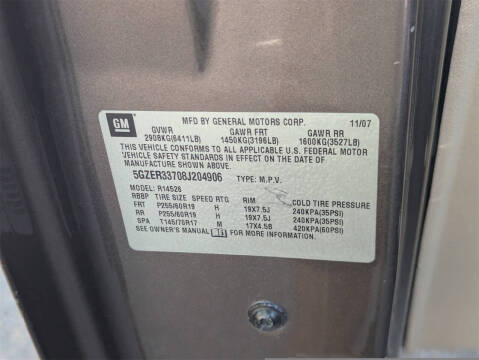 GM MFD BY GENERAL MOTORS CORP. 11/07
GVWR GAWR FRT GAWR RR
2908KG(6411LB) 1450KG(3196LB) 1600KG(3527LB)
THIS VEHICLE CONFORMS TO ALL APPLICABLE U.S. FEDERAL MOTOR
VEHICLE SAFETY STANDARDS IN EFFECT ON THE DATE OF
MANUFACTURE SHOWN ABOVE.
5GZER33708J204906 TYPE: M.P.V.
MODEL: R14526
RBBP TIRE SIZE SPEED RTG. RIM COLD TIRE PRESSURE
FRT P255/60R19 H 19X7.5J 240KPA(35PSI)
RR P255/60R19 H 19X7.5J 240KPA(35PSI)
SPA T145/70R17 M 17X4.5B 420KPA(60PSI)
SEE OWNER'S MANUAL FOR MORE INFORMATION.